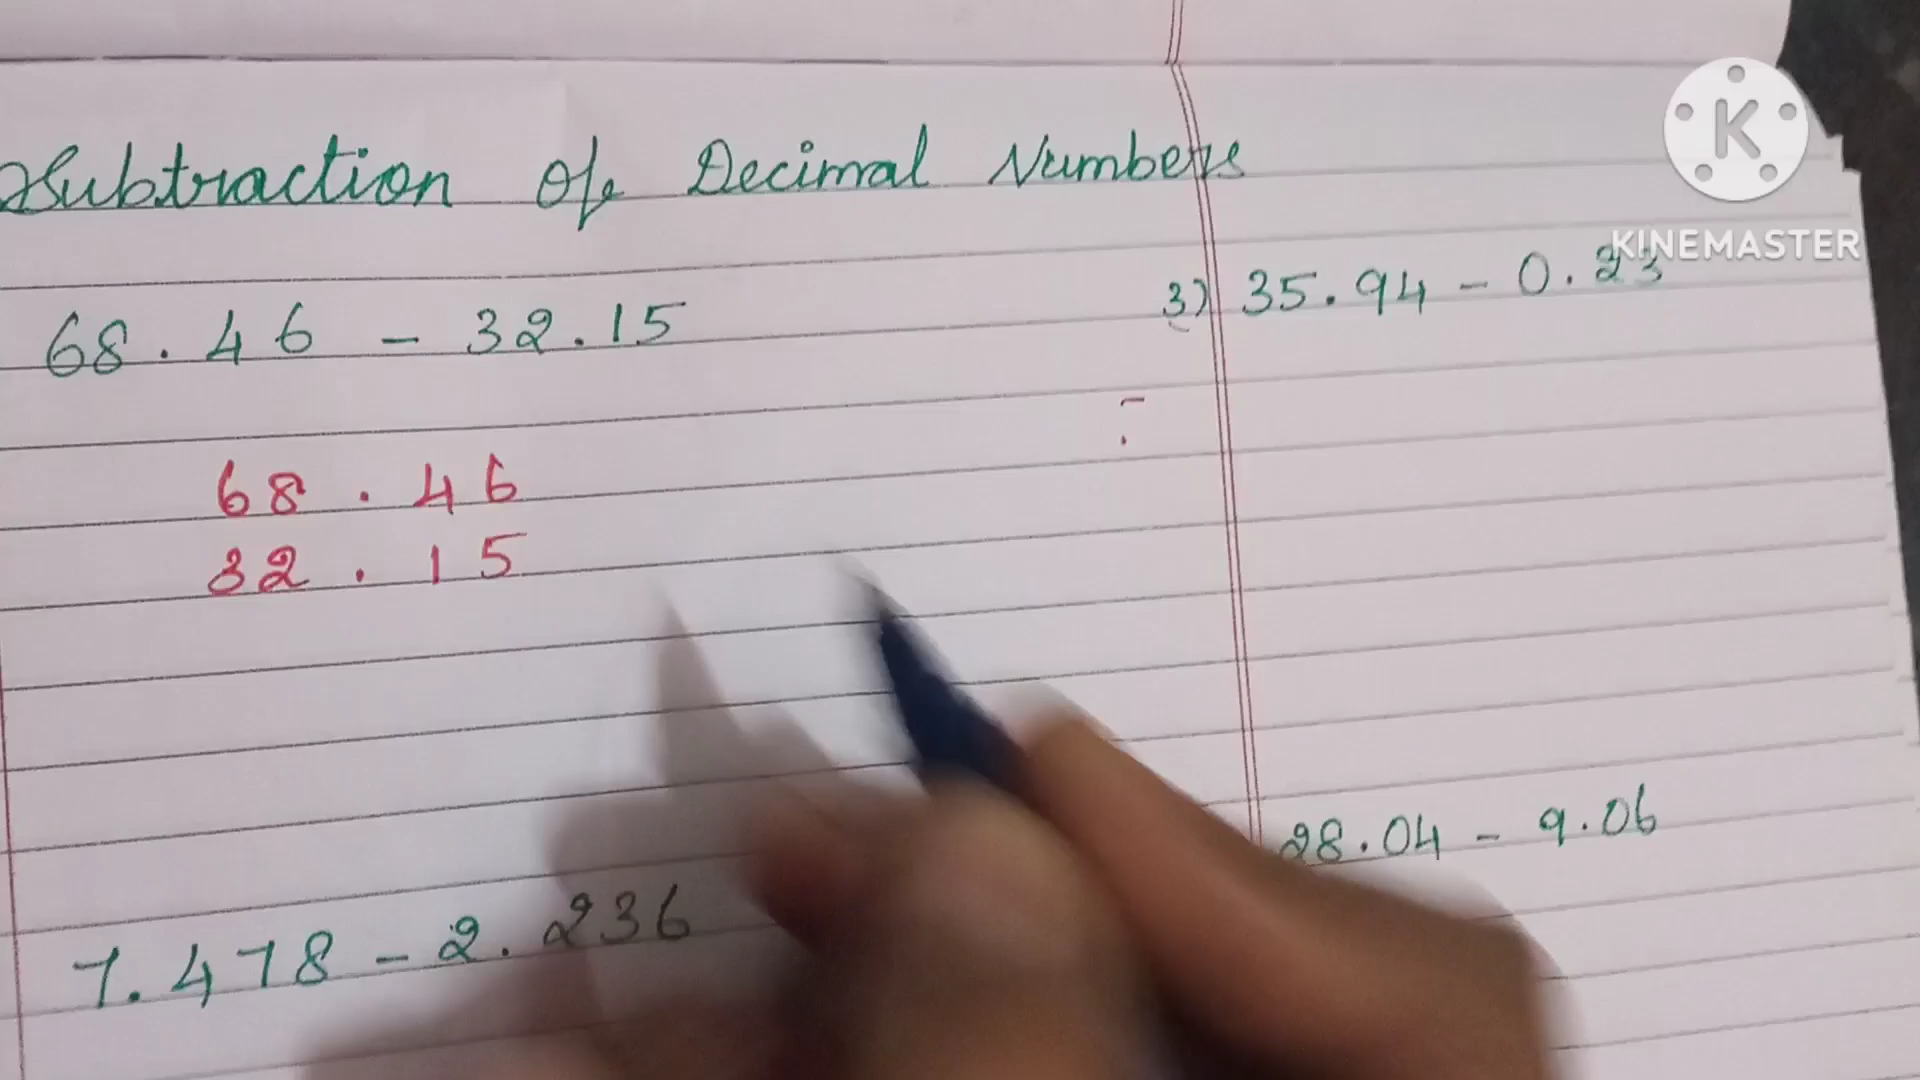 Subtraction Of Decimal Numbers
68.46 - 32.15
68.46
32.15
7.478 - 2.236
3) 35.94 - 0.23
28.04 - 9.06
K
KINEMASTER